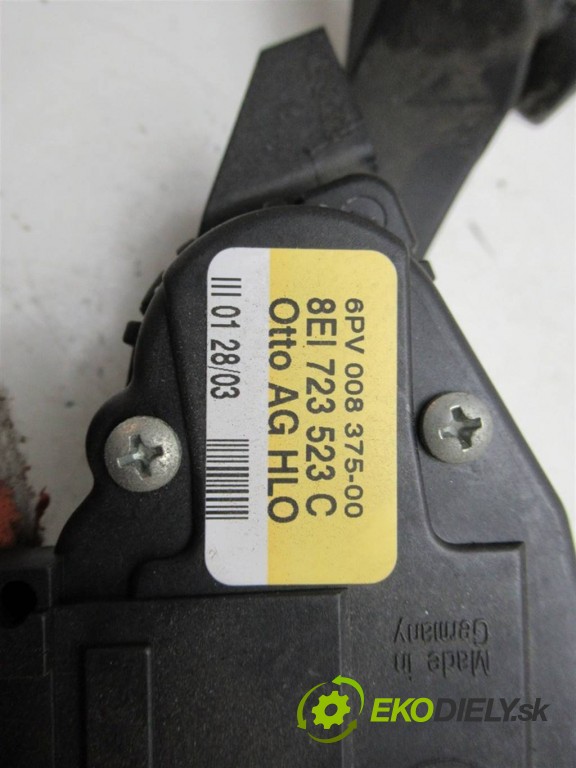 6PV 008 375-00
8EI 723 523 C
Otto AG HLO
III 01 28/03
Made in
Germany
EKODIELY.sk